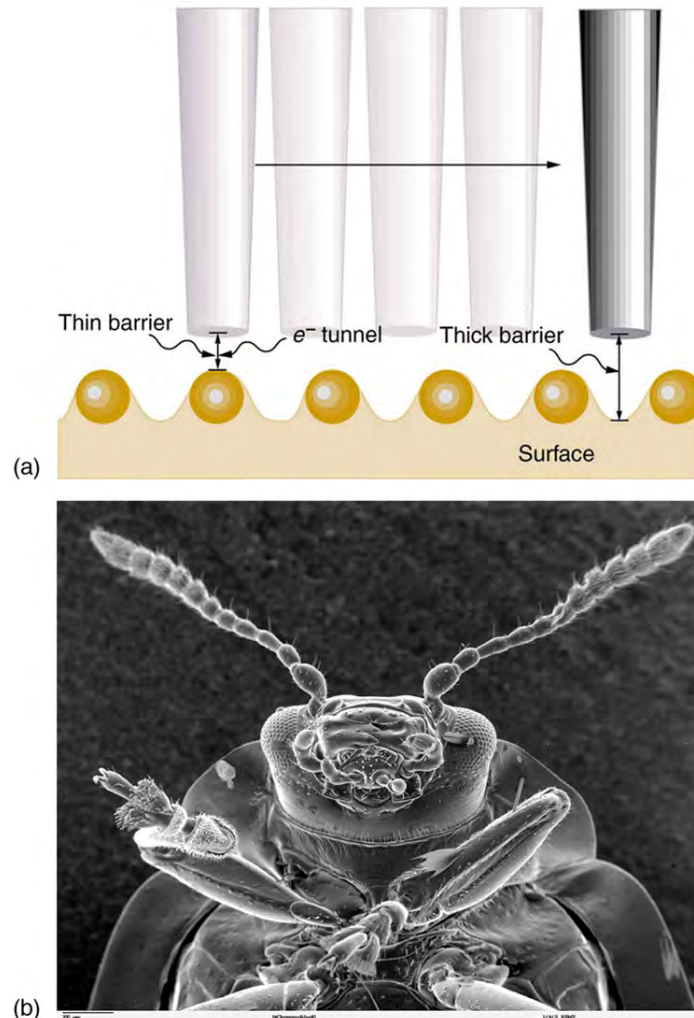 Thin barrier
e⁻ tunnel
Thick barrier
Surface
(a)
(b)